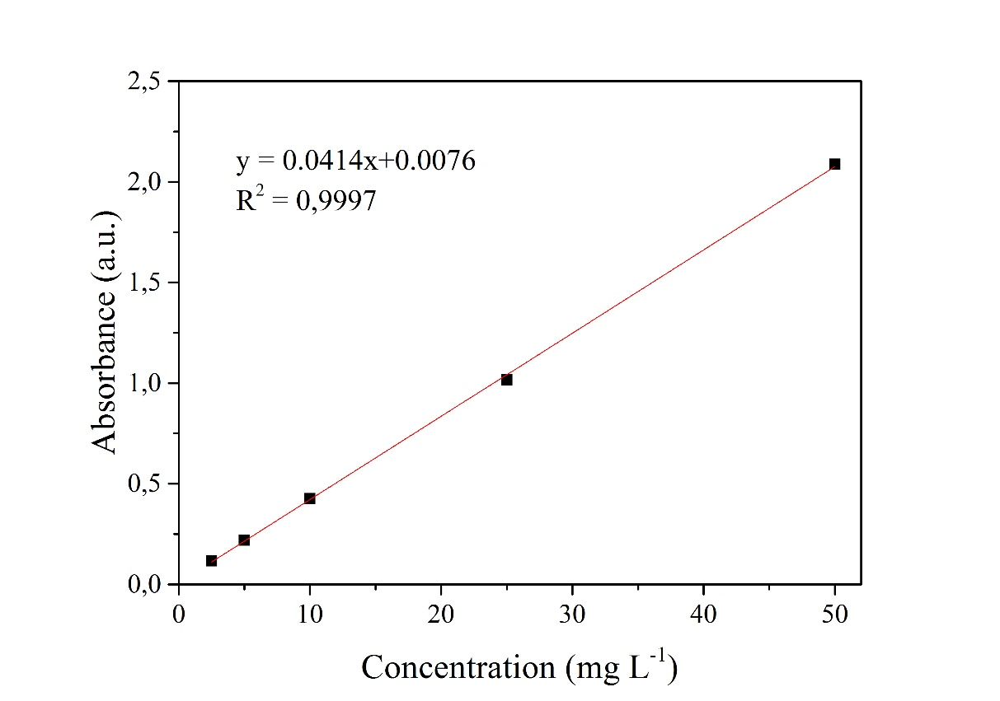 2,5
y = 0.0414x+0.0076
2,0
R² = 0,9997
1,5
Absorbance (a.u.)
1,0
0,5
0,0
0 10 20 30 40 50
Concentration (mg L⁻¹)